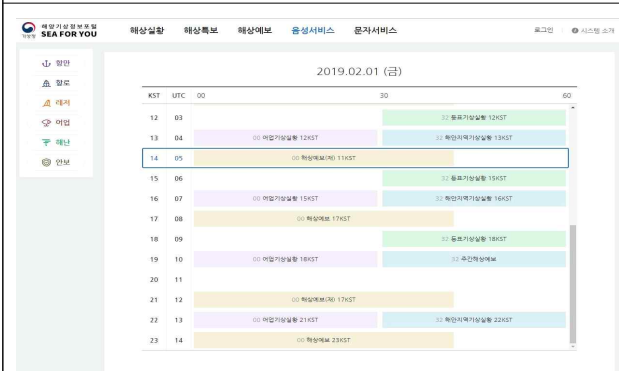 해양기상정보포털
기상청 SEA FOR YOU
해상실황 해상특보 해상예보 음성서비스 문자서비스
로그인 시스템 소개
항만
항로
레저
어업
해난
안보
2019.02.01 (금)
KST UTC 00 30 60
12 03 32 등표기상실황 12KST
13 04 00 어업기상실황 12KST 32 해안지역기상실황 13KST
14 05 00 해상예보(재) 11KST
15 06 32 등표기상실황 15KST
16 07 00 어업기상실황 15KST 32 해안지역기상실황 16KST
17 08 00 해상예보 17KST
18 09 32 등표기상실황 18KST
19 10 00 어업기상실황 18KST 32 주간해상예보
20 11
21 12 00 해상예보(재) 17KST
22 13 00 어업기상실황 21KST 32 해안지역기상실황 22KST
23 14 00 해상예보 23KST